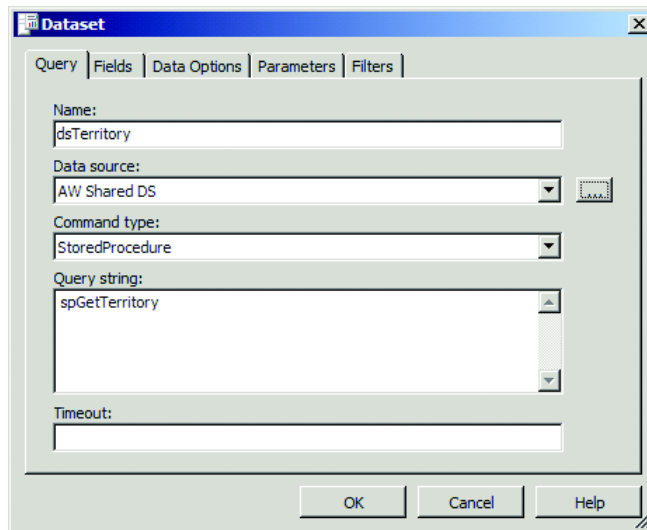 Dataset
Query Fields Data Options Parameters Filters
Name:
dsTerritory
Data source:
AW Shared DS
...
Command type:
StoredProcedure
Query string:
spGetTerritory
Timeout:
OK Cancel Help